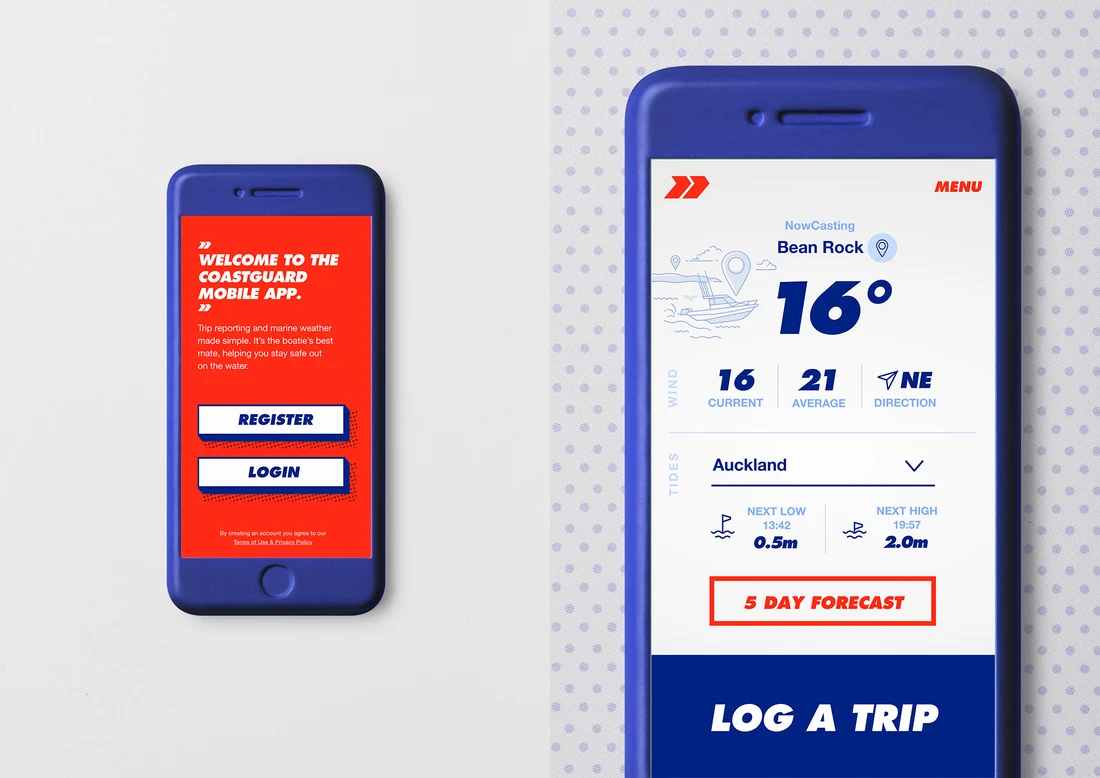 WELCOME TO THE
COASTGUARD
MOBILE APP.
Trip reporting and marine weather
made simple. It's the boatie's best
mate, helping you stay safe out
on the water.
REGISTER
LOGIN
By creating an account you agree to our
Terms of Use & Privacy Policy
MENU
NowCasting
Bean Rock
16°
WIND
16
21
NE
CURRENT
AVERAGE
DIRECTION
TIDES
Auckland
NEXT LOW
13:42
0.5m
NEXT HIGH
19:57
2.0m
5 DAY FORECAST
LOG A TRIP